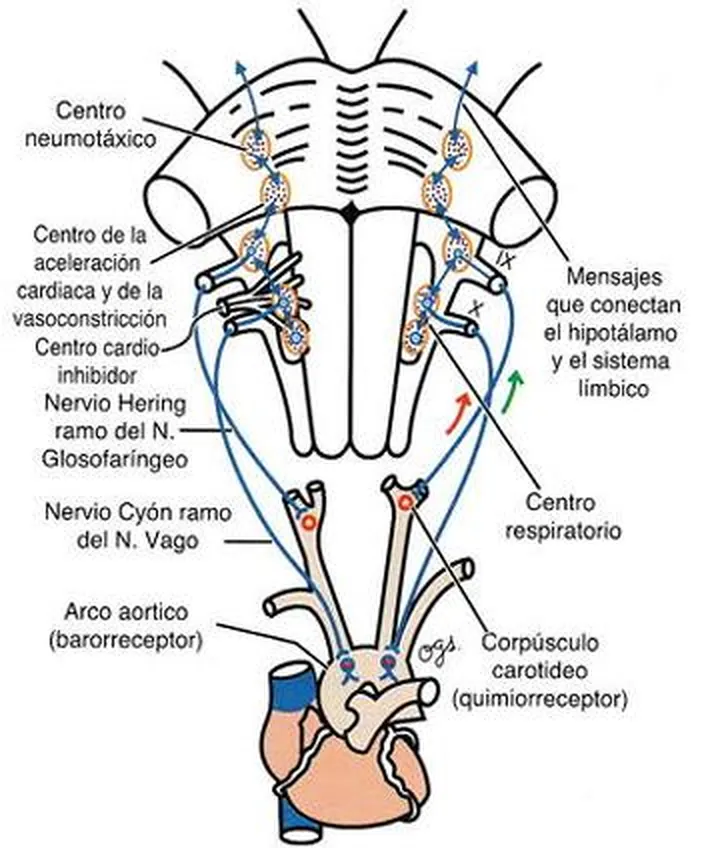 Centro
neumotáxico
Centro de la
aceleración
cardiaca y de la
vasoconstricción
Centro cardio
inhibidor
Nervio Hering
ramo del N.
Glosofaríngeo
Nervio Cyón ramo
del N. Vago
Arco aortico
(barorreceptor)
IX
X
Mensajes
que conectan
el hipotálamo
y el sistema
límbico
Centro
respiratorio
ogs.
Corpúsculo
carotideo
(quimiorreceptor)